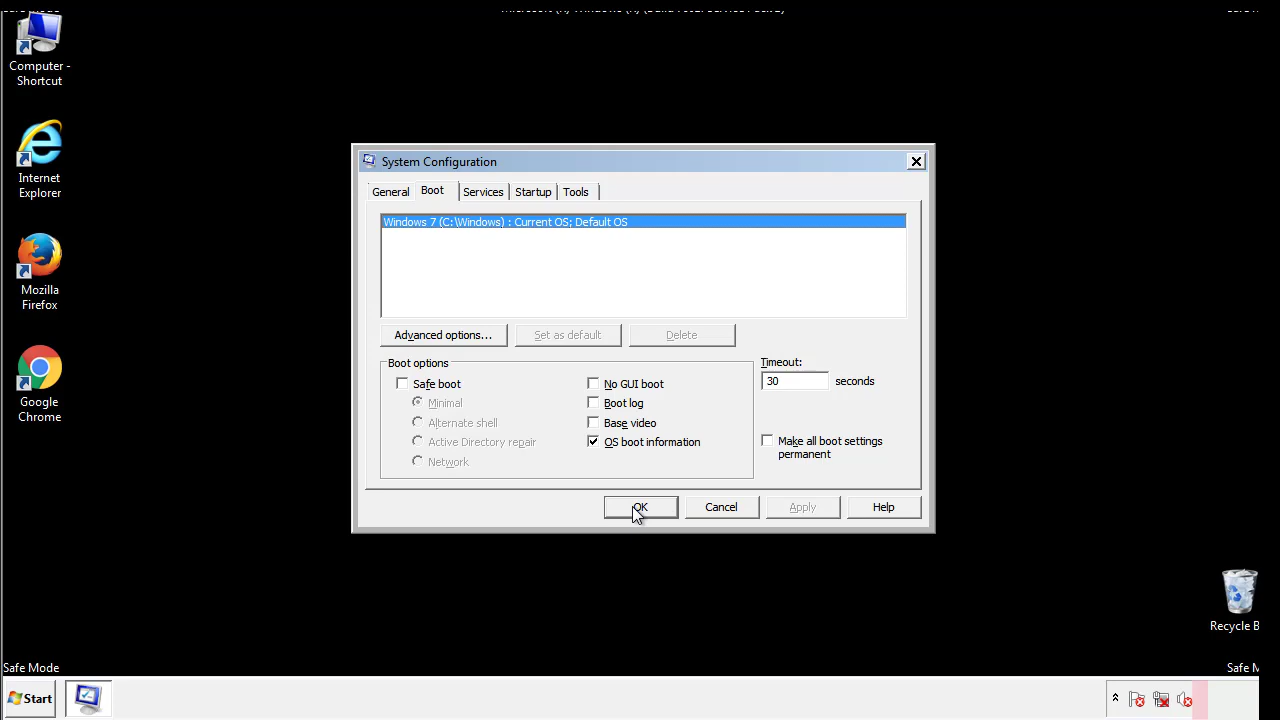 Computer -
Shortcut
Internet
Explorer
Mozilla
Firefox
Google
Chrome
System Configuration
General Boot Services Startup Tools
Windows 7 (C:\Windows) : Current OS; Default OS
Advanced options... Set as default Delete
Boot options
Safe boot
Minimal
Alternate shell
Active Directory repair
Network
No GUI boot
Boot log
Base video
OS boot information
Timeout:
30 seconds
Make all boot settings
permanent
OK Cancel Apply Help
Recycle B
Safe Mode
Safe M
Start